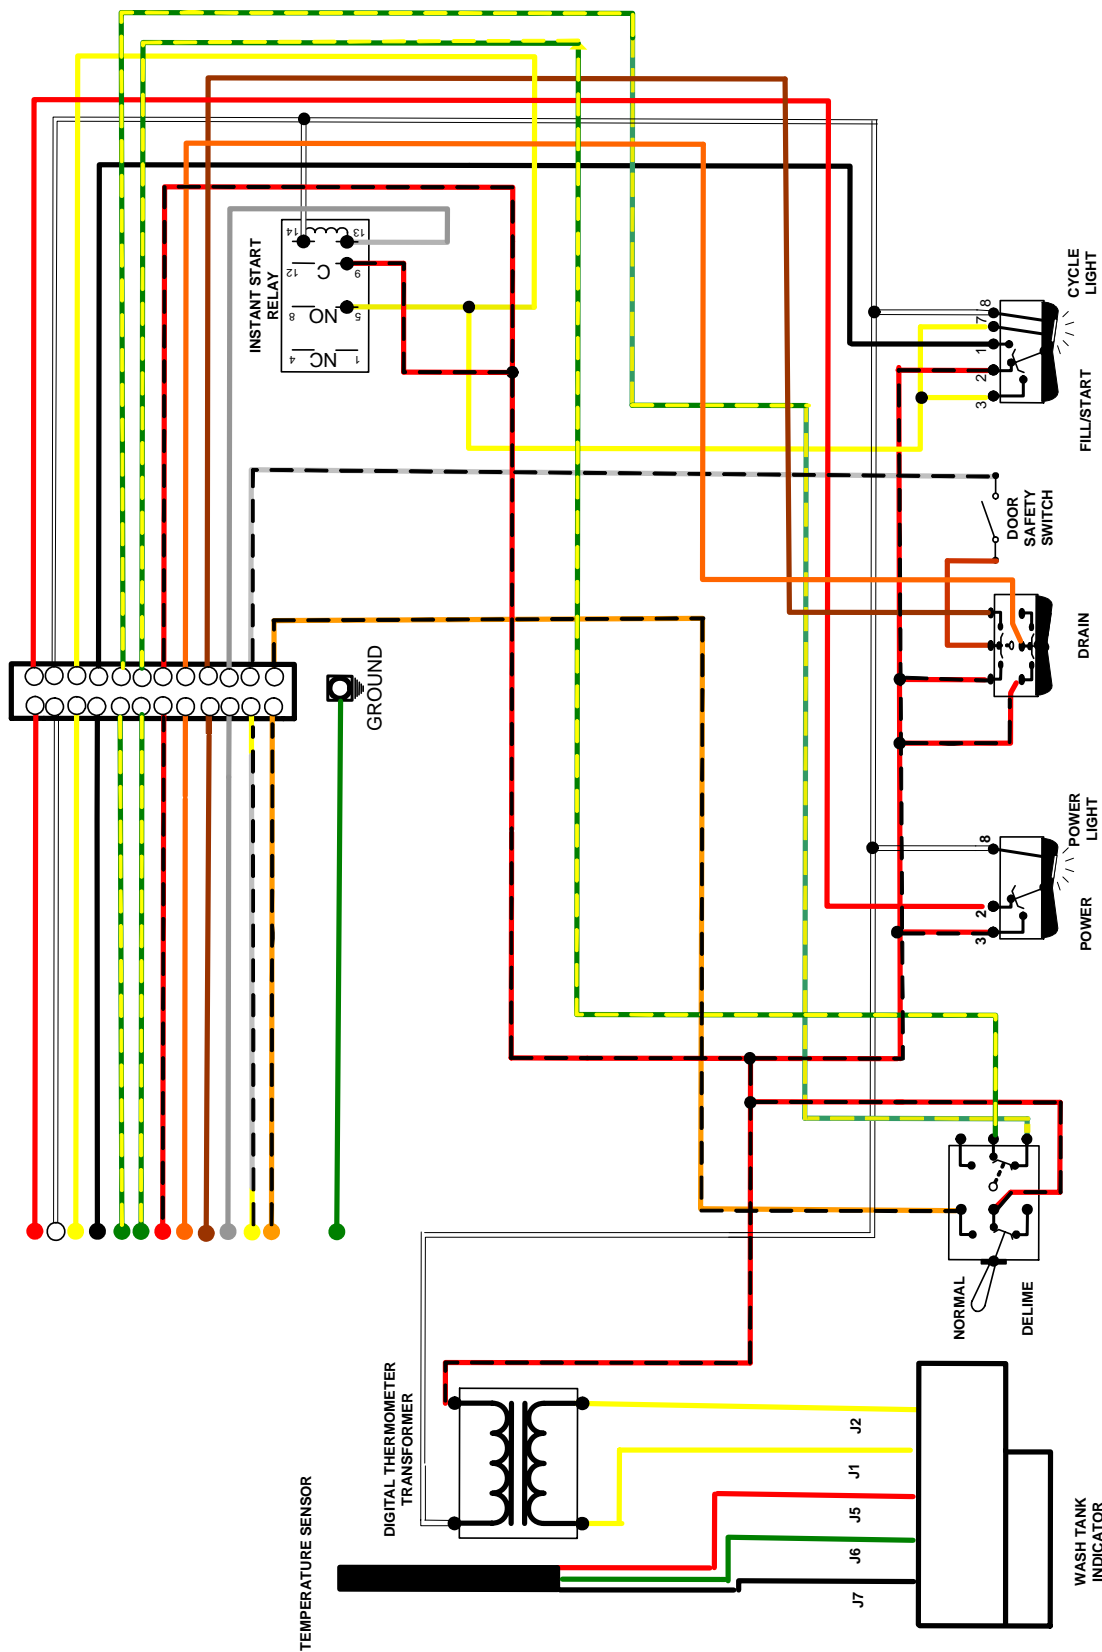 INSTANT START
RELAY
14
13
12
C
9
8
NO
5
4
NC
1
GROUND
CYCLE
LIGHT
8
7
1
2
3
FILL/START
DOOR
SAFETY
SWITCH
DRAIN
POWER
LIGHT
8
2
3
POWER
NORMAL
DELIME
DIGITAL THERMOMETER
TRANSFORMER
TEMPERATURE SENSOR
J2
J1
J5
J6
J7
WASH TANK
INDICATOR